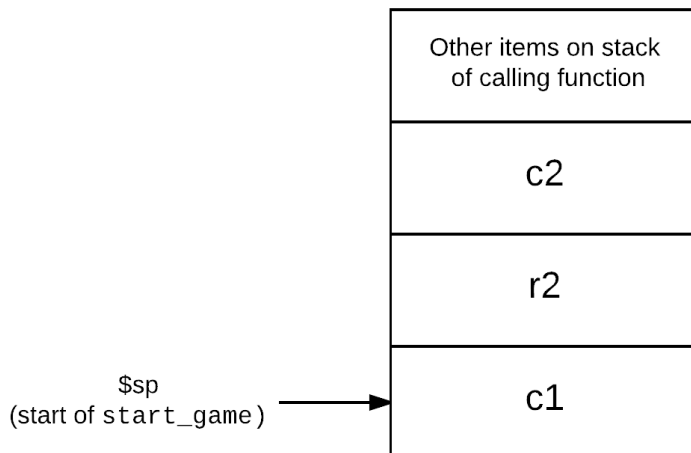 Other items on stack
of calling function
c2
r2
c1
$sp
(start of start_game)